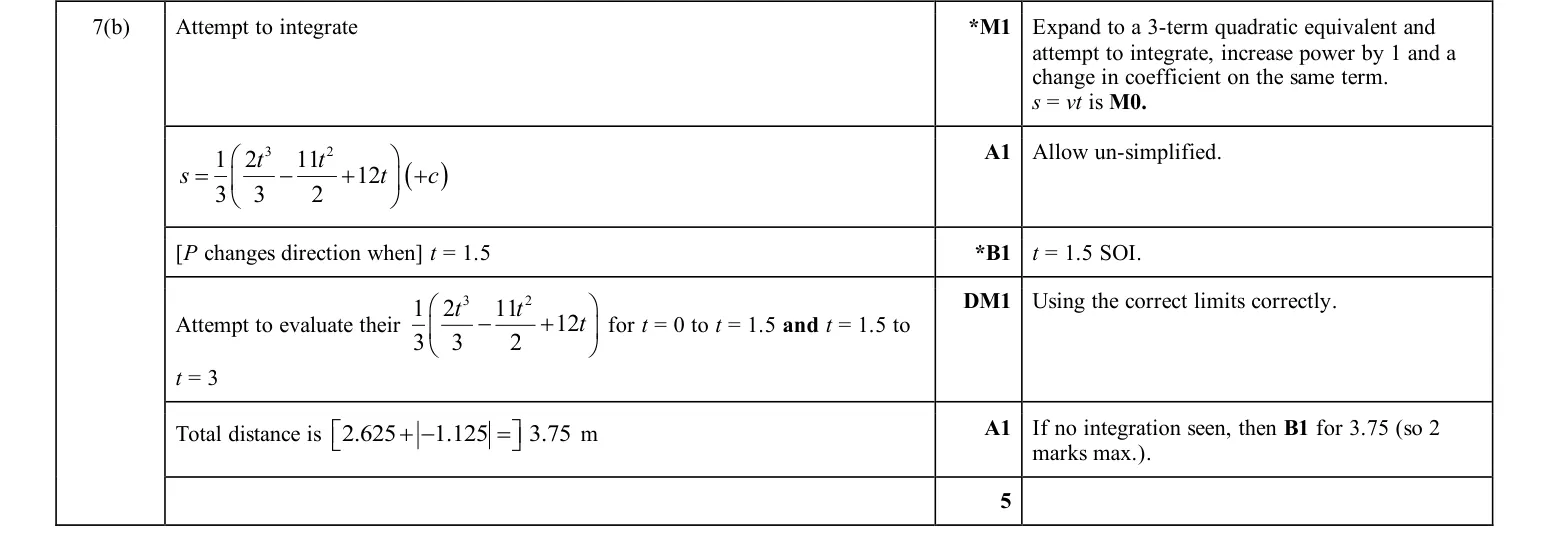 7(b) Attempt to integrate *M1 Expand to a 3-term quadratic equivalent and
attempt to integrate, increase power by 1 and a
change in coefficient on the same term.
s = vt is M0.
s = 1/3 (2t³/3 − 11t²/2 + 12t) (+c) A1 Allow un-simplified.
[P changes direction when] t = 1.5 *B1 t = 1.5 SOI.
Attempt to evaluate their 1/3 (2t³/3 − 11t²/2 + 12t) for t = 0 to t = 1.5 and t = 1.5 to DM1 Using the correct limits correctly.
t = 3
Total distance is [2.625 + |−1.125| =] 3.75 m A1 If no integration seen, then B1 for 3.75 (so 2
marks max.).
5